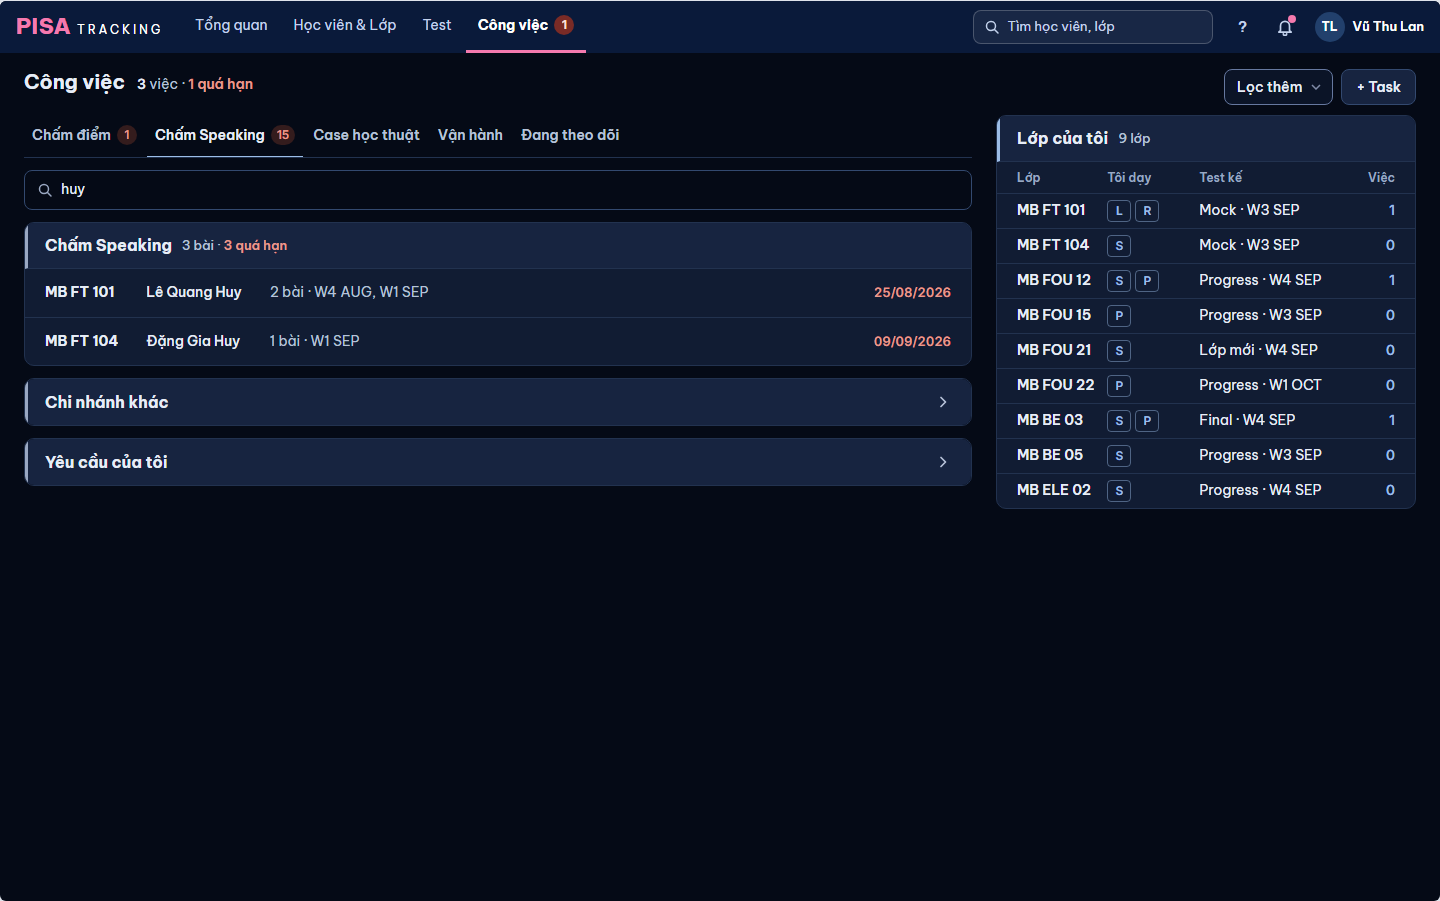 PISA TRACKING
Tổng quan
Học viên & Lớp
Test
Công việc 1
Tìm học viên, lớp
?
TL Vũ Thu Lan
Công việc 3 việc · 1 quá hạn
Lọc thêm
+ Task
Chấm điểm 1
Chấm Speaking 15
Case học thuật
Vận hành
Đang theo dõi
huy
Chấm Speaking 3 bài · 3 quá hạn
MB FT 101 Lê Quang Huy 2 bài · W4 AUG, W1 SEP 25/08/2026
MB FT 104 Đặng Gia Huy 1 bài · W1 SEP 09/09/2026
Chi nhánh khác
Yêu cầu của tôi
Lớp của tôi 9 lớp
Lớp Tôi dạy Test kế Việc
MB FT 101 L R Mock · W3 SEP 1
MB FT 104 S Mock · W3 SEP 0
MB FOU 12 S P Progress · W4 SEP 1
MB FOU 15 P Progress · W3 SEP 0
MB FOU 21 S Lớp mới · W4 SEP 0
MB FOU 22 P Progress · W1 OCT 0
MB BE 03 S P Final · W4 SEP 1
MB BE 05 S Progress · W3 SEP 0
MB ELE 02 S Progress · W4 SEP 0